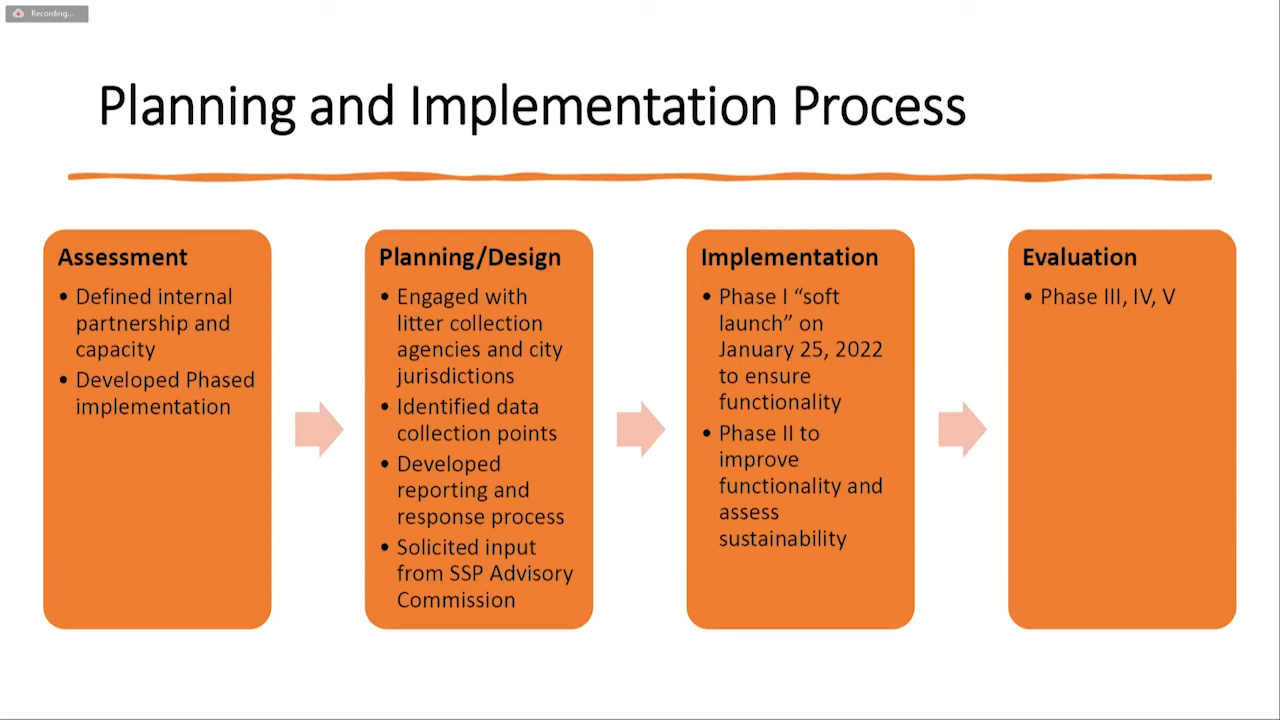 Recording...
Planning and Implementation Process
Assessment
• Defined internal
partnership and
capacity
• Developed Phased
implementation
Planning/Design
• Engaged with
litter collection
agencies and city
jurisdictions
• Identified data
collection points
• Developed
reporting and
response process
• Solicited input
from SSP Advisory
Commission
Implementation
• Phase I “soft
launch” on
January 25, 2022
to ensure
functionality
• Phase II to
improve
functionality and
assess
sustainability
Evaluation
• Phase III, IV, V